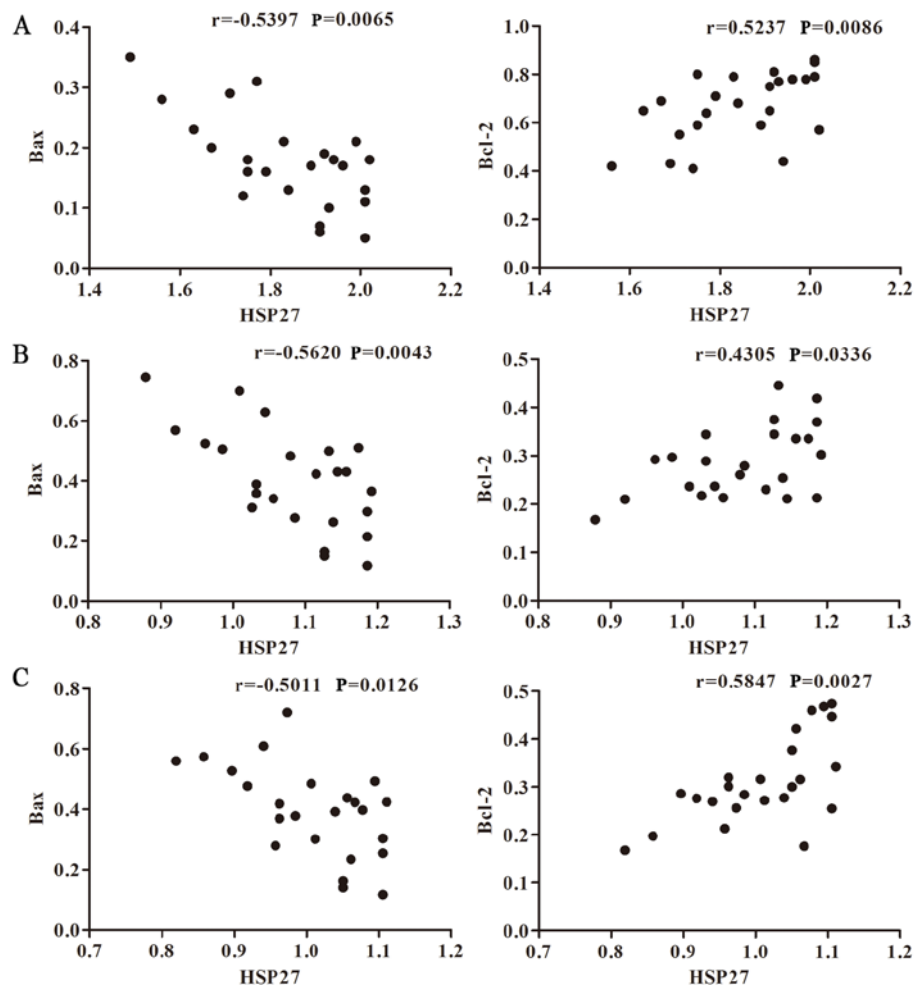 A
r=-0.5397 P=0.0065
0.4
0.3
0.2
0.1
0.0
Bax
1.4 1.6 1.8 2.0 2.2
HSP27
r=0.5237 P=0.0086
1.0
0.8
0.6
0.4
0.2
0.0
Bcl-2
1.4 1.6 1.8 2.0 2.2
HSP27
B
r=-0.5620 P=0.0043
0.8
0.6
0.4
0.2
0.0
Bax
0.8 0.9 1.0 1.1 1.2 1.3
HSP27
r=0.4305 P=0.0336
0.5
0.4
0.3
0.2
0.1
0.0
Bcl-2
0.8 0.9 1.0 1.1 1.2 1.3
HSP27
C
r=-0.5011 P=0.0126
0.8
0.6
0.4
0.2
0.0
Bax
0.7 0.8 0.9 1.0 1.1 1.2
HSP27
r=0.5847 P=0.0027
0.5
0.4
0.3
0.2
0.1
0.0
Bcl-2
0.7 0.8 0.9 1.0 1.1 1.2
HSP27